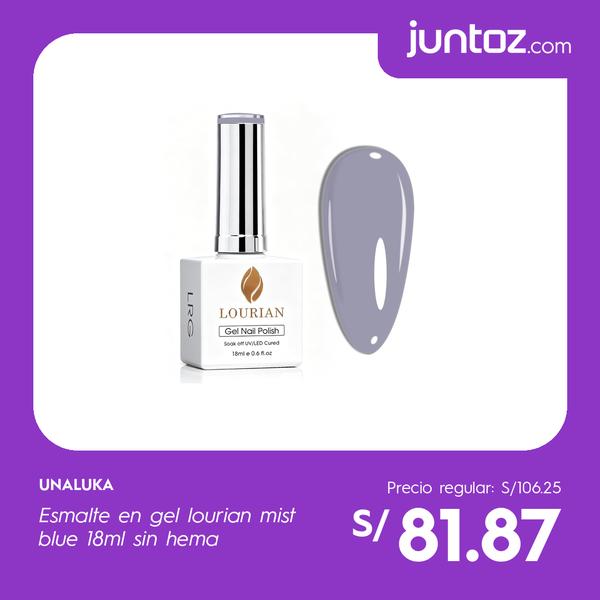 juntoz.com
LRG
LOURIAN
Gel Nail Polish
Soak off UV/LED Cured
18ml e 0.6 fl.oz
UNALUKA
Esmalte en gel lourian mist
blue 18ml sin hema
Precio regular: S/106.25
S/ 81.87